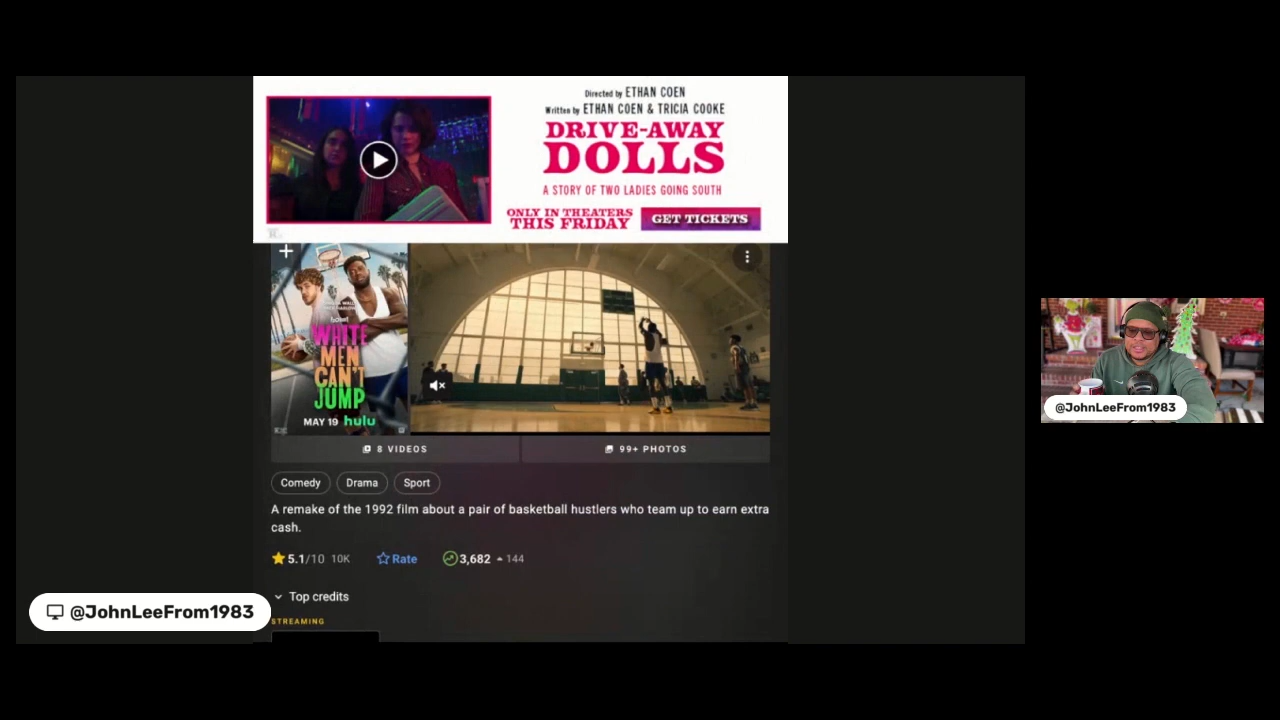 Directed by ETHAN COEN
Written by ETHAN COEN & TRICIA COOKE
DRIVE-AWAY
DOLLS
A STORY OF TWO LADIES GOING SOUTH
ONLY IN THEATERS
THIS FRIDAY
GET TICKETS
WHITE
MEN
CAN'T
JUMP
MAY 19 hulu
8 VIDEOS
99+ PHOTOS
Comedy
Drama
Sport
A remake of the 1992 film about a pair of basketball hustlers who team up to earn extra
cash.
5.1/10 10K
Rate
3,682 144
Top credits
STREAMING
@JohnLeeFrom1983
@JohnLeeFrom1983